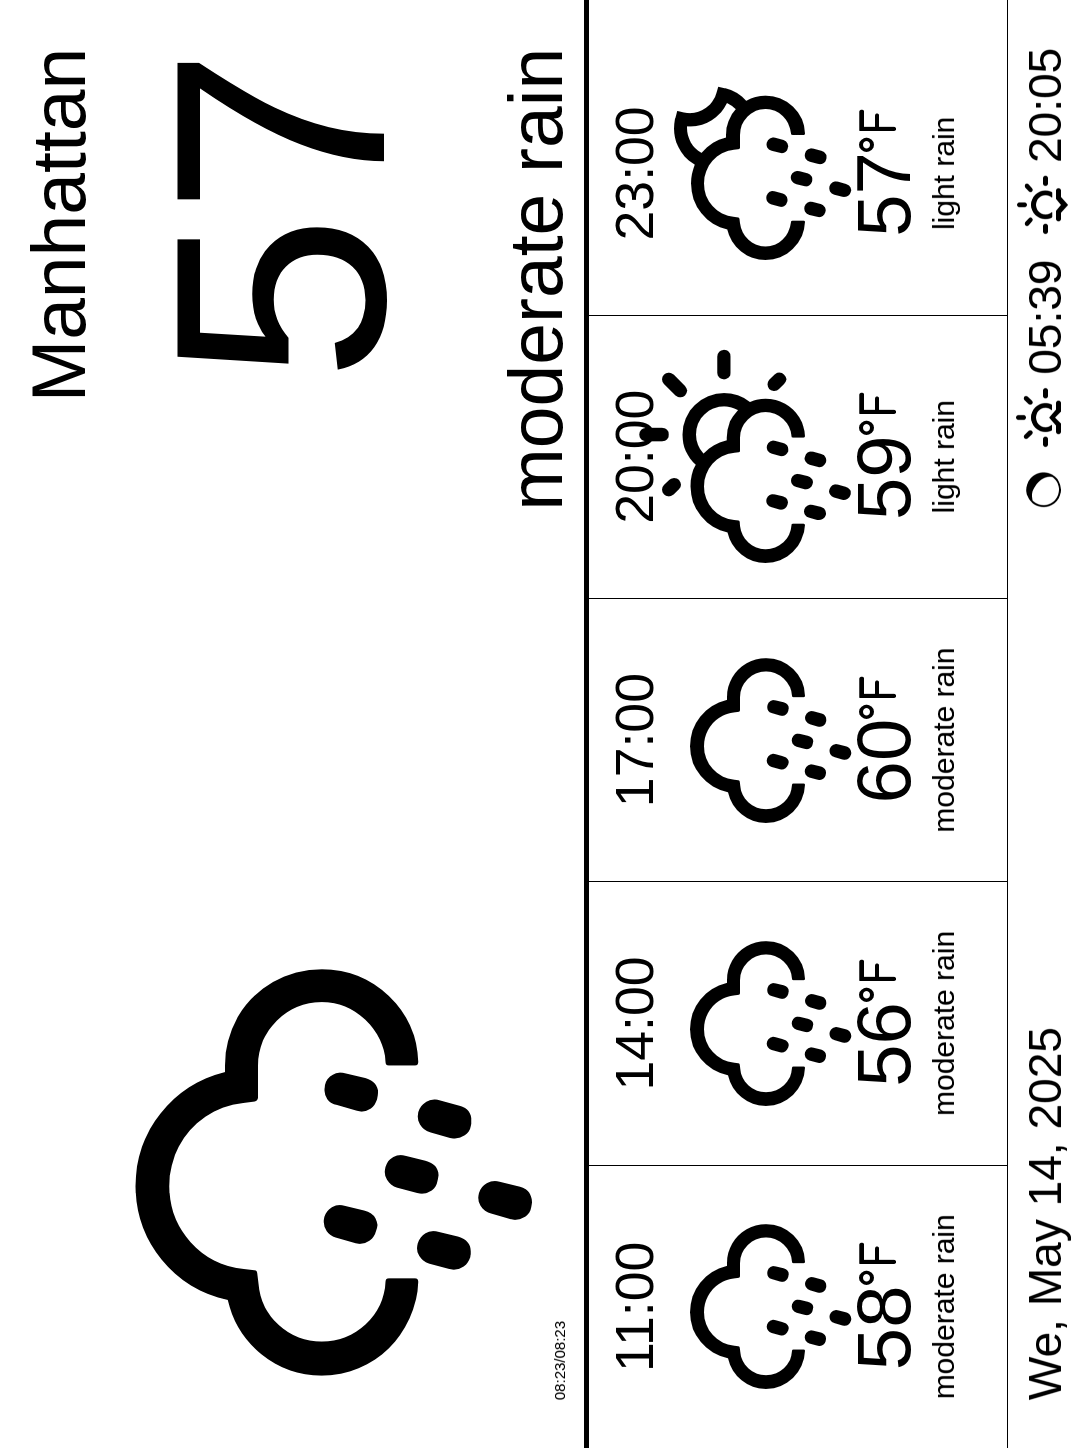 Manhattan
57
moderate rain
08:23/08:23
11:00 14:00 17:00 20:00 23:00
58°F 56°F 60°F 59°F 57°F
moderate rain moderate rain moderate rain light rain light rain
We, May 14, 2025 05:39 20:05